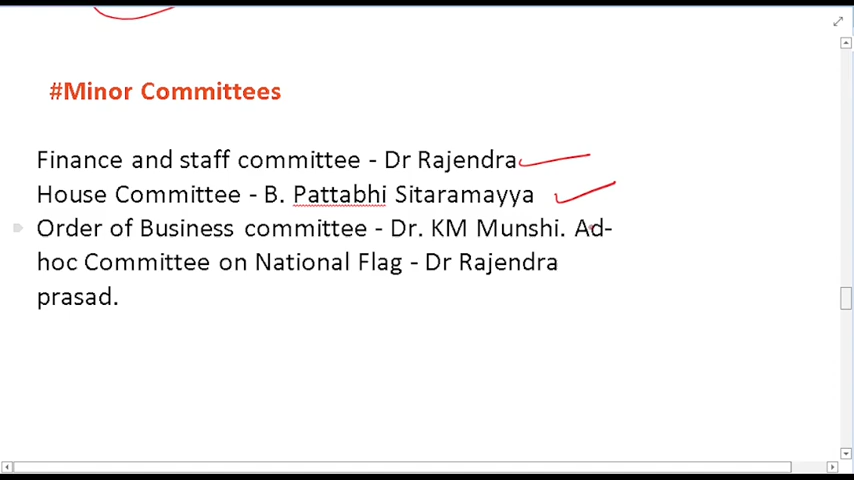 #Minor Committees
Finance and staff committee - Dr Rajendra
House Committee - B. Pattabhi Sitaramayya
Order of Business committee - Dr. KM Munshi. Ad-
hoc Committee on National Flag - Dr Rajendra
prasad.